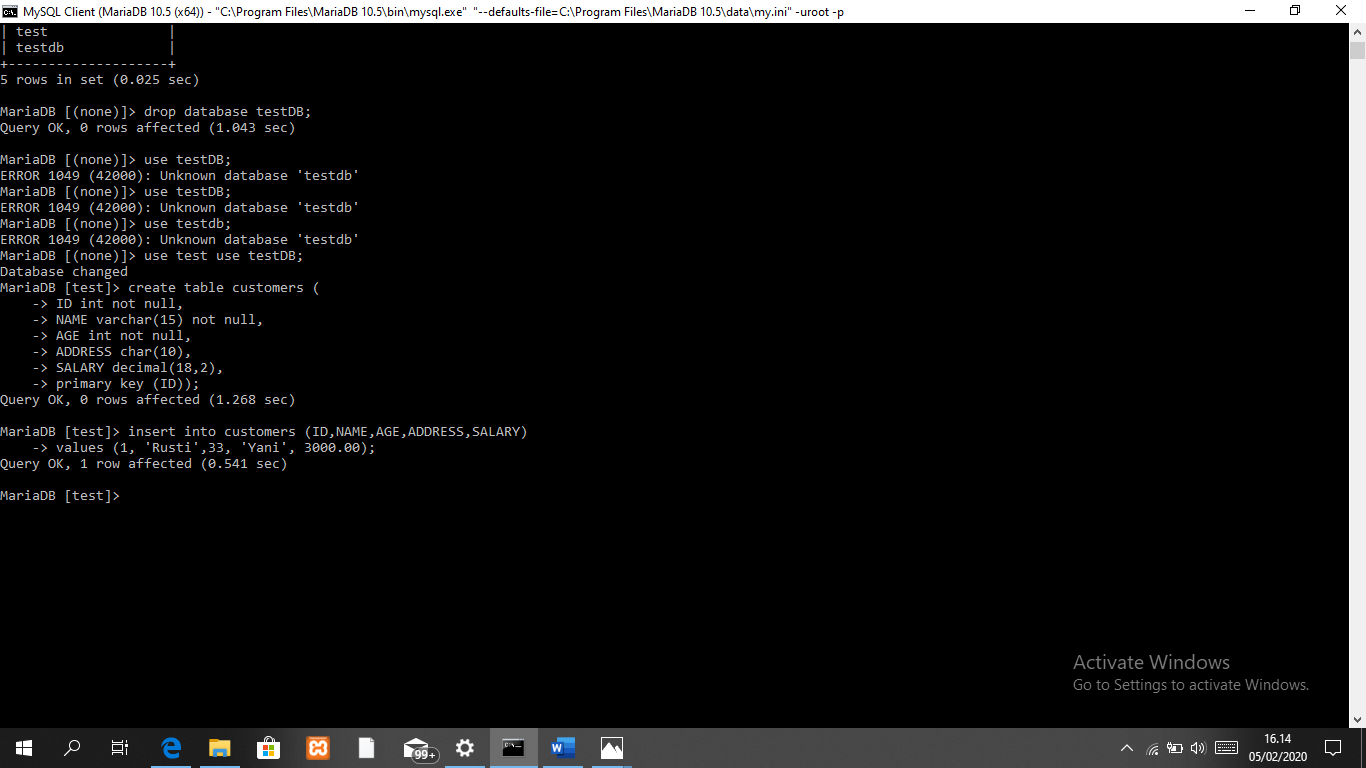 MySQL Client (MariaDB 10.5 (x64)) - "C:\Program Files\MariaDB 10.5\bin\mysql.exe" "--defaults-file=C:\Program Files\MariaDB 10.5\data\my.ini" -uroot -p
| test               |
| testdb             |
+--------------------+
5 rows in set (0.025 sec)
MariaDB [(none)]> drop database testDB;
Query OK, 0 rows affected (1.043 sec)
MariaDB [(none)]> use testDB;
ERROR 1049 (42000): Unknown database 'testdb'
MariaDB [(none)]> use testDB;
ERROR 1049 (42000): Unknown database 'testdb'
MariaDB [(none)]> use testdb;
ERROR 1049 (42000): Unknown database 'testdb'
MariaDB [(none)]> use test use testDB;
Database changed
MariaDB [test]> create table customers (
    -> ID int not null,
    -> NAME varchar(15) not null,
    -> AGE int not null,
    -> ADDRESS char(10),
    -> SALARY decimal(18,2),
    -> primary key (ID));
Query OK, 0 rows affected (1.268 sec)
MariaDB [test]> insert into customers (ID,NAME,AGE,ADDRESS,SALARY)
    -> values (1, 'Rusti',33, 'Yani', 3000.00);
Query OK, 1 row affected (0.541 sec)
MariaDB [test]>
Activate Windows
Go to Settings to activate Windows.
99+
16.14
05/02/2020